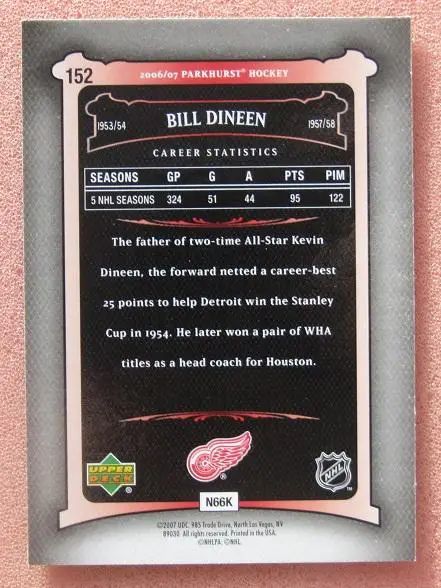 152
2006/07 PARKHURST® HOCKEY
1953/54 BILL DINEEN 1957/58
CAREER STATISTICS
SEASONS GP G A PTS PIM
5 NHL SEASONS 324 51 44 95 122
The father of two-time All-Star Kevin
Dineen, the forward netted a career-best
25 points to help Detroit win the Stanley
Cup in 1954. He later won a pair of WHA
titles as a head coach for Houston.
UPPER
DECK
NHL
N66K
©2007 UDC. 985 Trade Drive, North Las Vegas, NV
89030. All rights reserved. Printed in the USA.
©NHLPA. ©NHL.